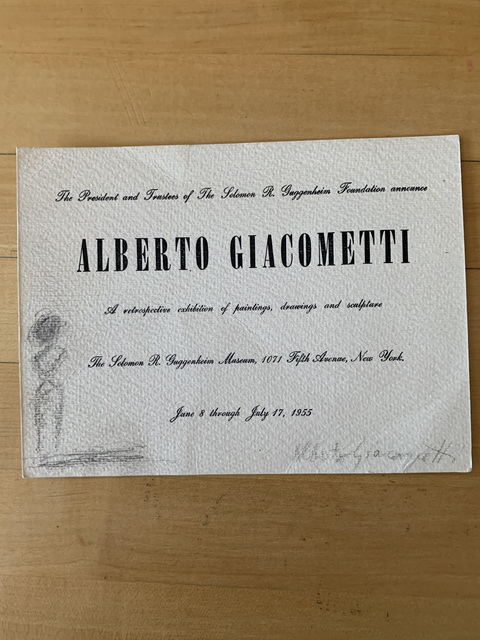 The President and Trustees of The Solomon R. Guggenheim Foundation announce
ALBERTO GIACOMETTI
A retrospective exhibition of paintings, drawings and sculpture
The Solomon R. Guggenheim Museum, 1071 Fifth Avenue, New York.
June 8 through July 17, 1955
Alberto Giacometti